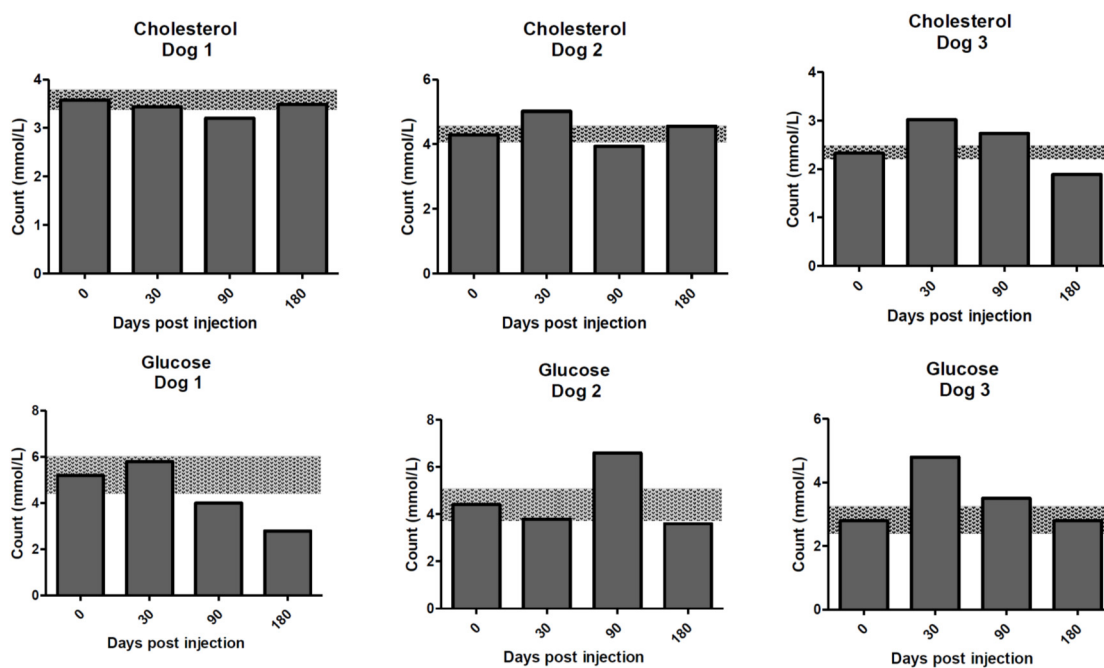 Cholesterol
Dog 1
Count (mmol/L)
4
3
2
1
0
0
30
90
180
Days post injection
Cholesterol
Dog 2
Count (mmol/L)
6
4
2
0
0
30
90
180
Days post injection
Cholesterol
Dog 3
Count (mmol/L)
4
3
2
1
0
0
30
90
180
Days post injection
Glucose
Dog 1
Count (mmol/L)
8
6
4
2
0
0
30
90
180
Days post injection
Glucose
Dog 2
Count (mmol/L)
8
6
4
2
0
0
30
90
180
Days post injection
Glucose
Dog 3
Count (mmol/L)
6
4
2
0
0
30
90
180
Days post injection